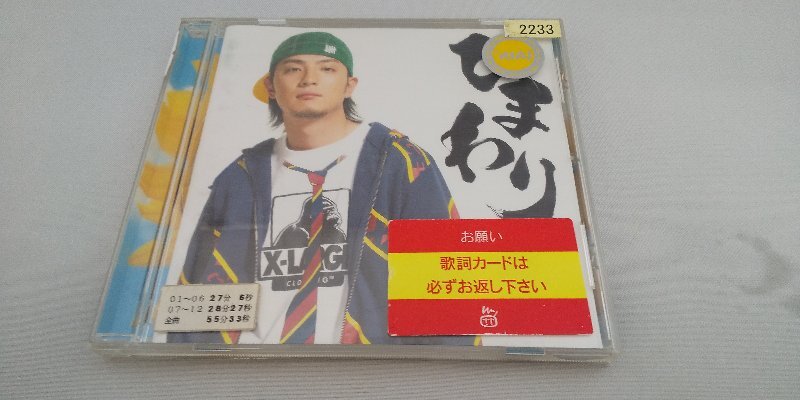 2233
ひまわり
X-LARGE
CLOTHING™
お願い
歌詞カードは
必ずお返し下さい
01〜06 27分 6秒
07〜12 28分27秒
全曲 55分33秒